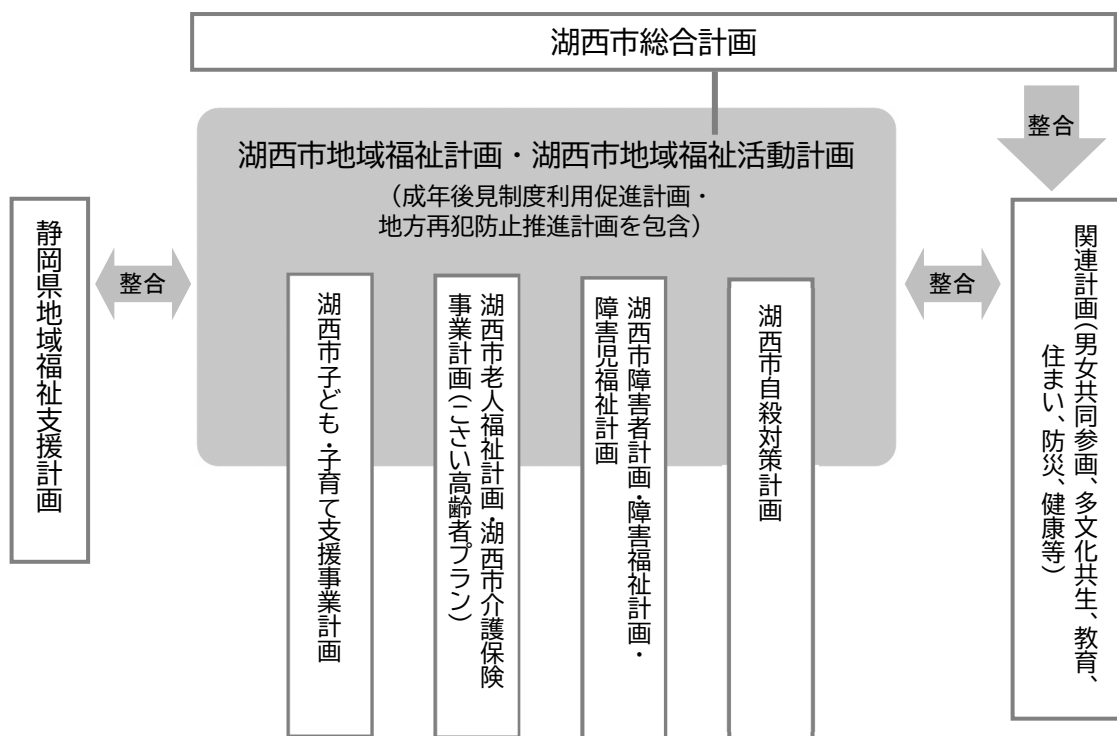 湖西市総合計画
整合
湖西市地域福祉計画・湖西市地域福祉活動計画
（成年後見制度利用促進計画・
地方再犯防止推進計画を包含）
静岡県地域福祉支援計画
整合
湖西市子ども・子育て支援事業計画
湖西市老人福祉計画・湖西市介護保険
事業計画（こさい高齢者プラン）
湖西市障害者計画・障害福祉計画・
障害児福祉計画
湖西市自殺対策計画
整合
関連計画（男女共同参画、多文化共生、教育、
住まい、防災、健康等）